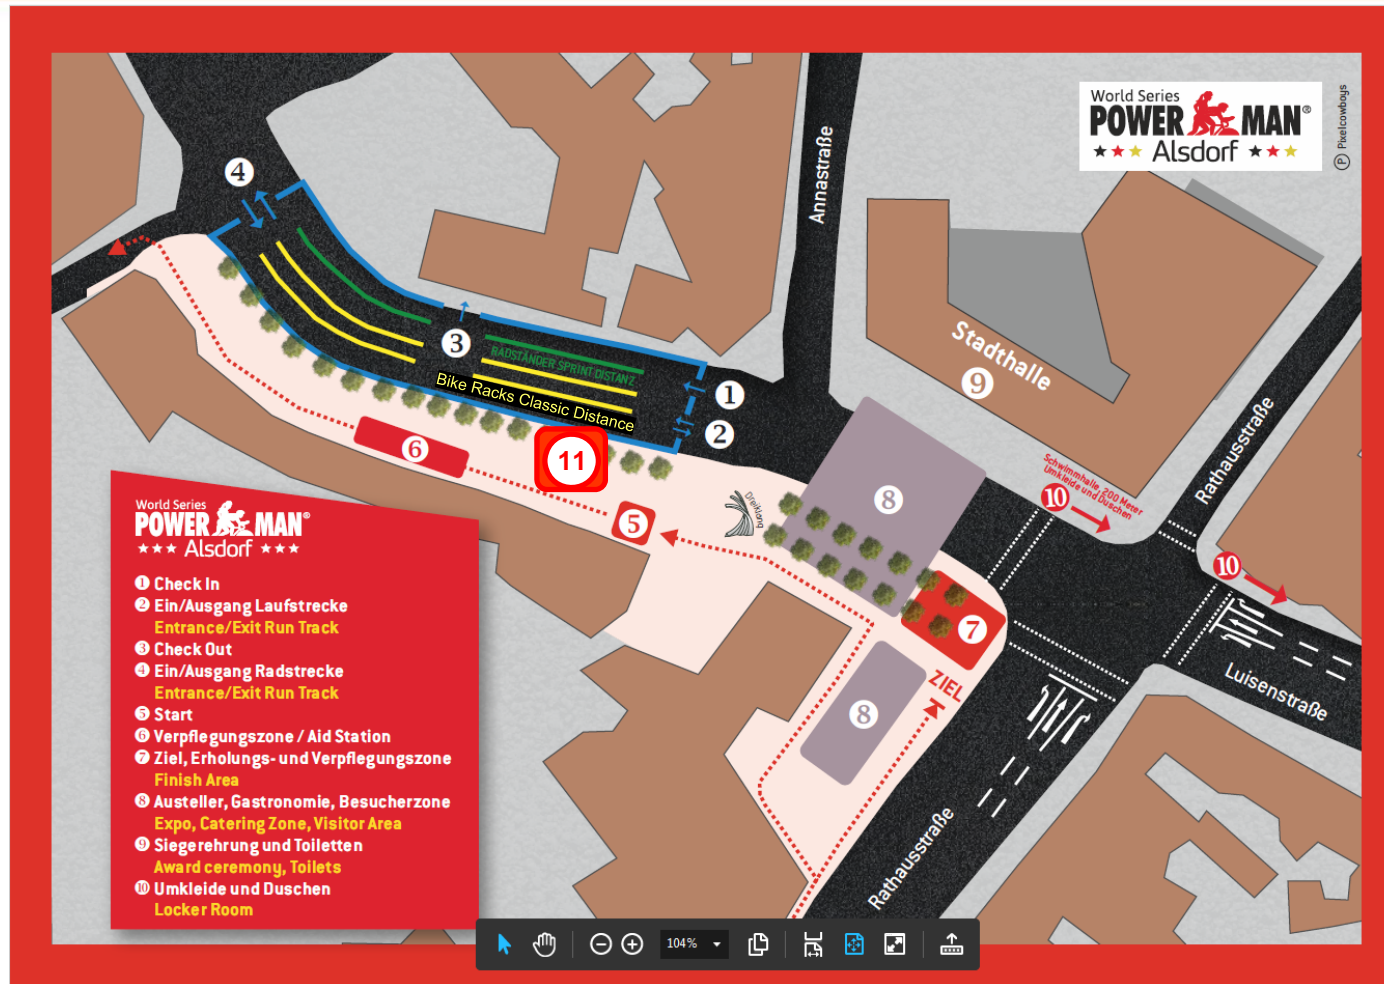 World Series
POWER MAN®
Alsdorf
Ⓟ Pixelcowboys
4
Annastraße
3
RADSTÄNDER SPRINT DISTANZ
Bike Racks Classic Distance
1
2
Stadthalle
9
6
11
5
Dreiklang
8
Schwimmhalle, 200 Meter
Umkleide und Duschen
10
Rathausstraße
10
7
ZIEL
8
Luisenstraße
Rathausstraße
World Series
POWER MAN®
Alsdorf
1 Check In
2 Ein/Ausgang Laufstrecke
Entrance/Exit Run Track
3 Check Out
4 Ein/Ausgang Radstrecke
Entrance/Exit Run Track
5 Start
6 Verpflegungszone / Aid Station
7 Ziel, Erholungs- und Verpflegungszone
Finish Area
8 Austeller, Gastronomie, Besucherzone
Expo, Catering Zone, Visitor Area
9 Siegerehrung und Toiletten
Award ceremony, Toilets
10 Umkleide und Duschen
Locker Room
104%